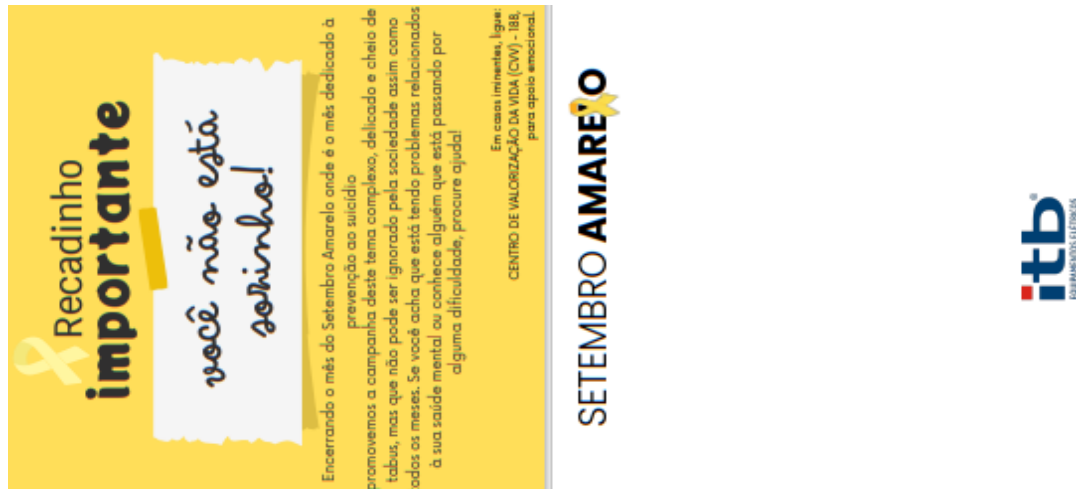 Recadinho
importante
você não está
sozinho!
Encerrando o mês do Setembro Amarelo onde é o mês dedicado à
prevenção ao suicídio
promovemos a campanha deste tema complexo, delicado e cheio de
tabus, mas que não pode ser ignorado pela sociedade assim como
odos os meses. Se você acha que está tendo problemas relacionados
à sua saúde mental ou conhece alguém que está passando por
alguma dificuldade, procure ajuda!
Em casos iminentes, ligue:
CENTRO DE VALORIZAÇÃO DA VIDA (CVV) - 188,
para apoio emocional.
SETEMBRO AMARELO
itb
EQUIPAMENTOS ELÉTRICOS